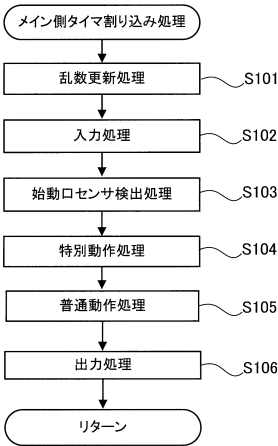 メイン側タイマ割り込み処理
乱数更新処理 S101
入力処理 S102
始動口センサ検出処理 S103
特別動作処理 S104
普通動作処理 S105
出力処理 S106
リターン